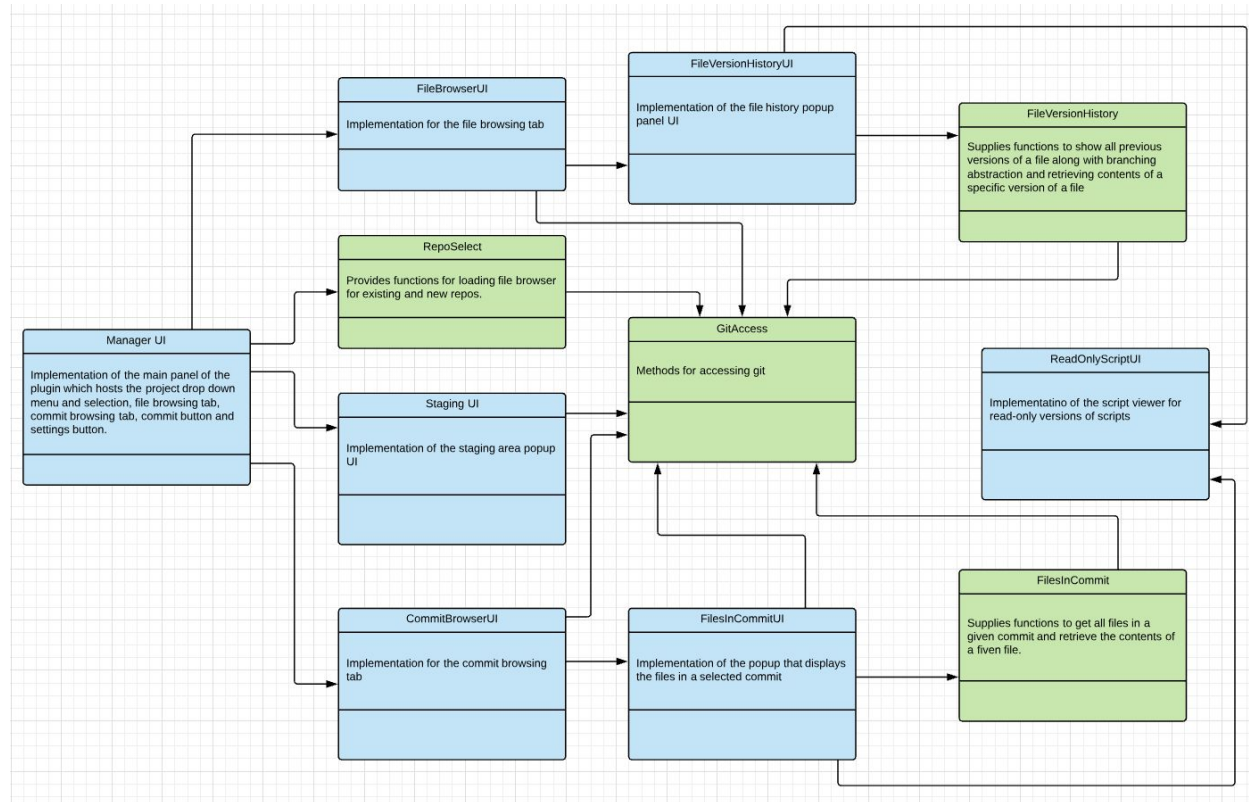 FileVersionHistoryUI
Implementation of the file history popup
panel UI
FileBrowserUI
Implementation for the file browsing tab
FileVersionHistory
Supplies functions to show all previous
versions of a file along with branching
abstraction and retrieving contents of a
specific version of a file
RepoSelect
Provides functions for loading file browser
for existing and new repos.
Manager UI
Implementation of the main panel of the
plugin which hosts the project drop down
menu and selection, file browsing tab,
commit browsing tab, commit button and
settings button.
GitAccess
Methods for accessing git
ReadOnlyScriptUI
Implementatino of the script viewer for
read-only versions of scripts
Staging UI
Implementation of the staging area popup
UI
CommitBrowserUI
Implementation for the commit browsing
tab
FilesInCommitUI
Implementation of the popup that displays
the files in a selected commit
FilesInCommit
Supplies functions to get all files in a
given commit and retrieve the contents of
a fiven file.